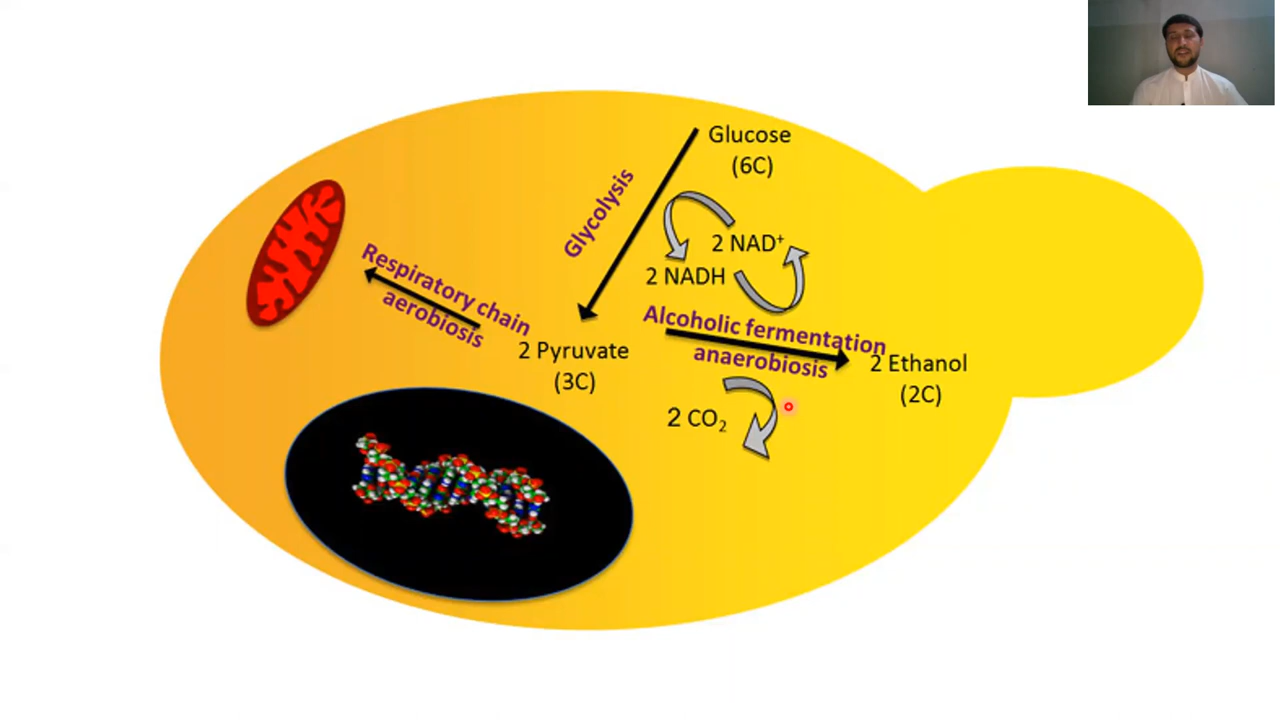 Glucose
(6C)
Glycolysis
2 NAD⁺
2 NADH
Respiratory chain
aerobiosis
Alcoholic fermentation
anaerobiosis
2 Pyruvate
(3C)
2 Ethanol
(2C)
2 CO₂